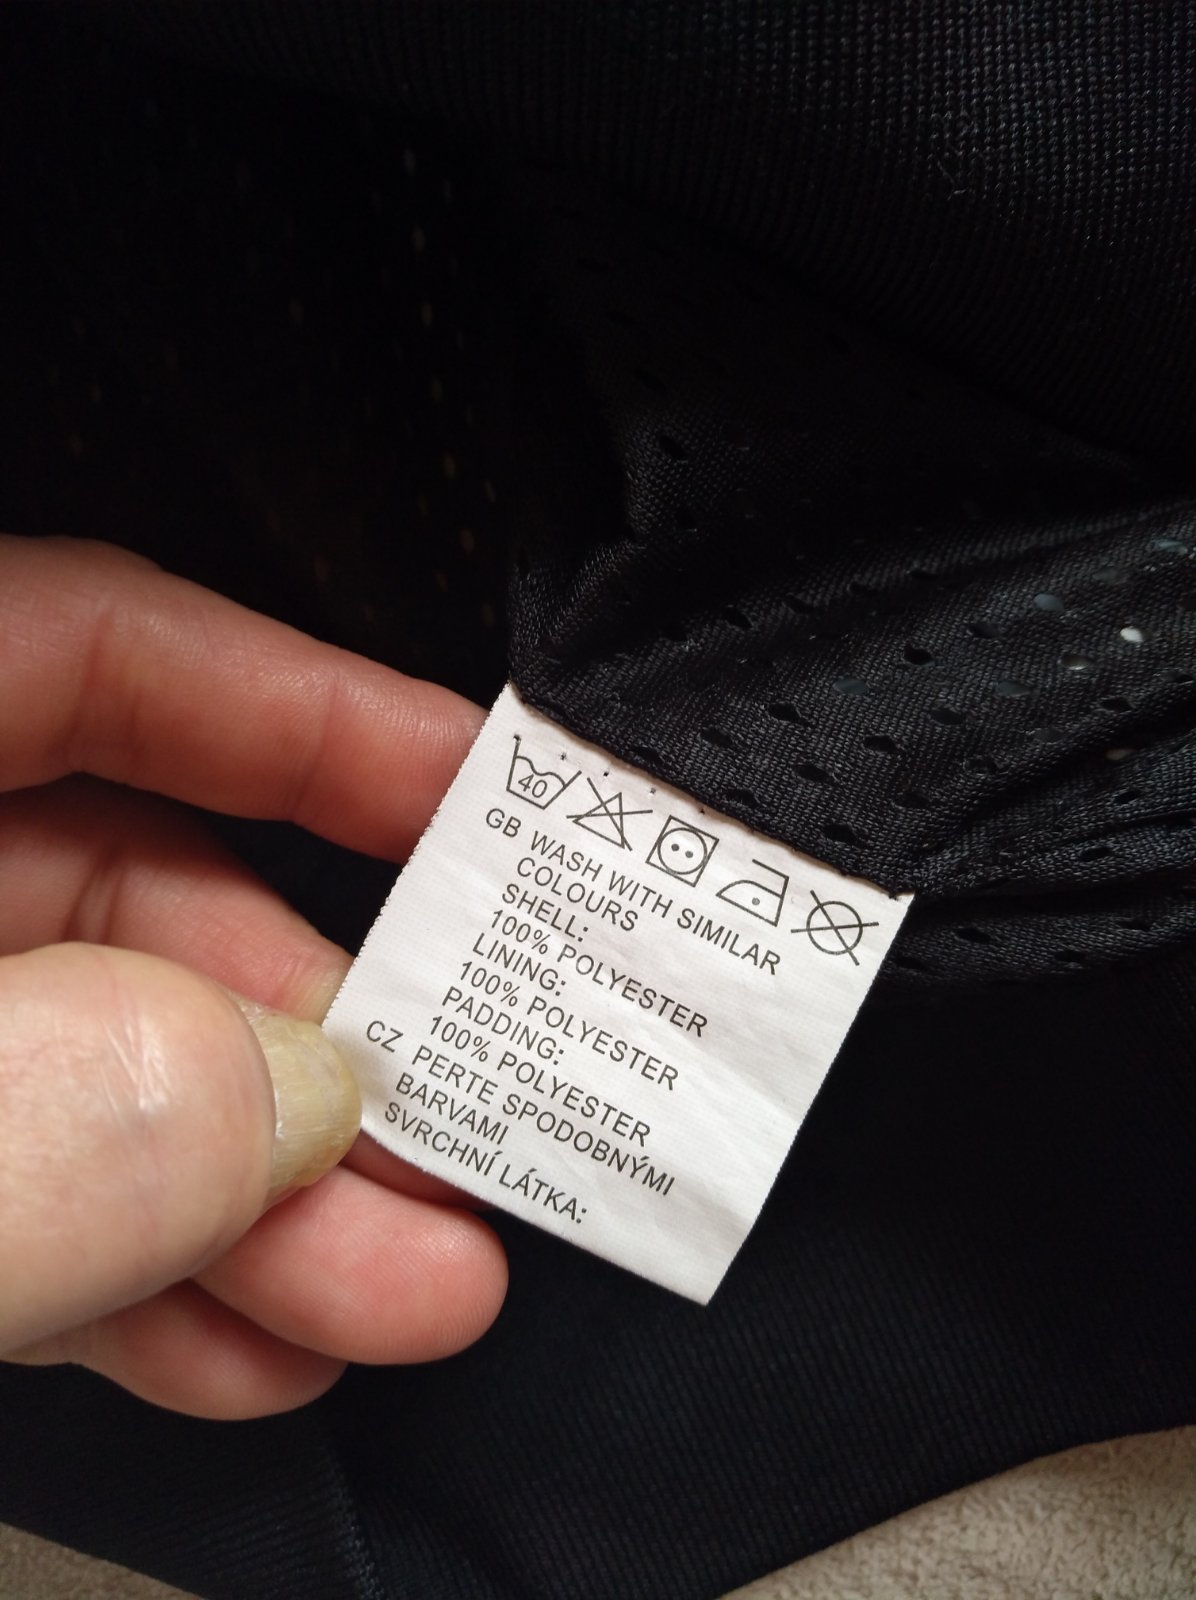 40
GB WASH WITH SIMILAR
COLOURS
SHELL:
100% POLYESTER
LINING:
100% POLYESTER
PADDING:
100% POLYESTER
CZ PERTE SPODOBNÝMI
BARVAMI
SVRCHNÍ LÁTKA: